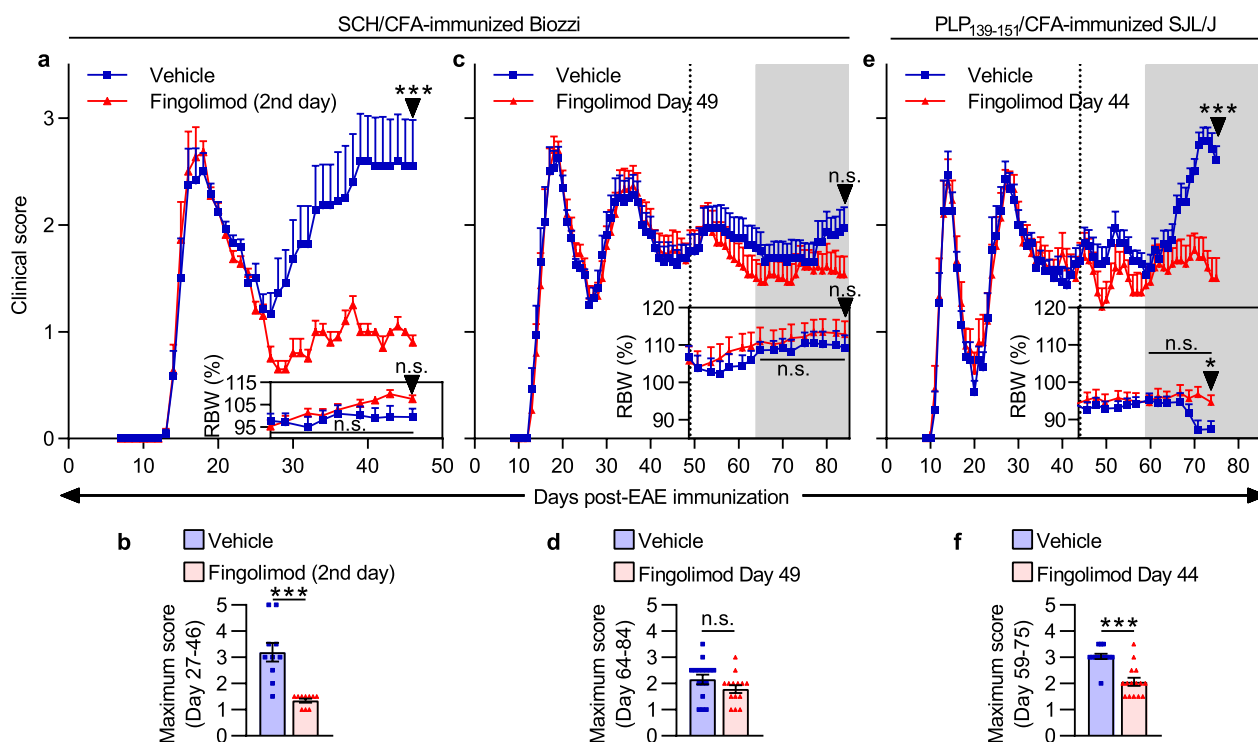 SCH/CFA-immunized Biozzi
PLP139-151/CFA-immunized SJL/J
a
Vehicle
Fingolimod (2nd day)
***
c
Vehicle
Fingolimod Day 49
n.s.
e
Vehicle
Fingolimod Day 44
***
Clinical score
3
2
1
0
RBW (%)
115
105
95
n.s.
n.s.
RBW (%)
120
110
100
90
n.s.
n.s.
RBW (%)
120
110
100
90
n.s.
*
0 10 20 30 40 50
0 10 20 30 40 50 60 70 80
0 10 20 30 40 50 60 70 80
Days post-EAE immunization
b
Vehicle
Fingolimod (2nd day)
***
Maximum score
(Day 27-46)
5
4
3
2
1
0
d
Vehicle
Fingolimod Day 49
n.s.
Maximum score
(Day 64-84)
5
4
3
2
1
0
f
Vehicle
Fingolimod Day 44
***
Maximum score
(Day 59-75)
5
4
3
2
1
0